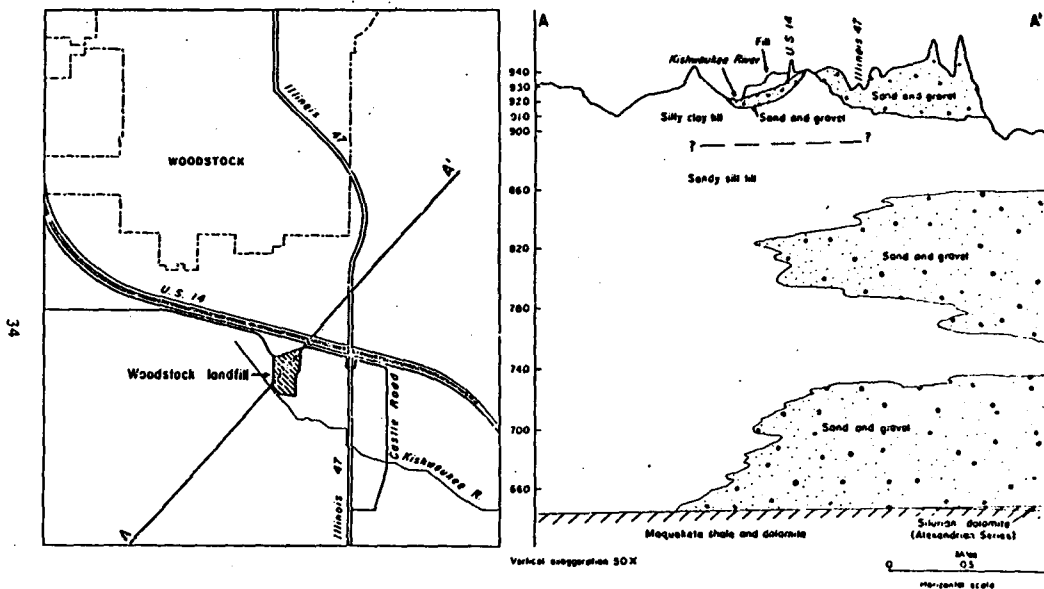 34
WOODSTOCK
Illinois 47
A'
U.S. 14
Woodstock landfill
Castle Road
Kishwaukee R.
Illinois 47
A
A
A'
Kishwaukee River
Fill
U.S. 14
Illinois 47
940
930
920
910
900
860
820
780
740
700
660
Silty clay till
Sand and gravel
Sand and gravel
? ?
Sandy silt till
Sand and gravel
Sand and gravel
Maquoketa shale and dolomite
Silurian dolomite
(Alexandrian Series)
Vertical exaggeration 50X
0 0.5
Horizontal scale